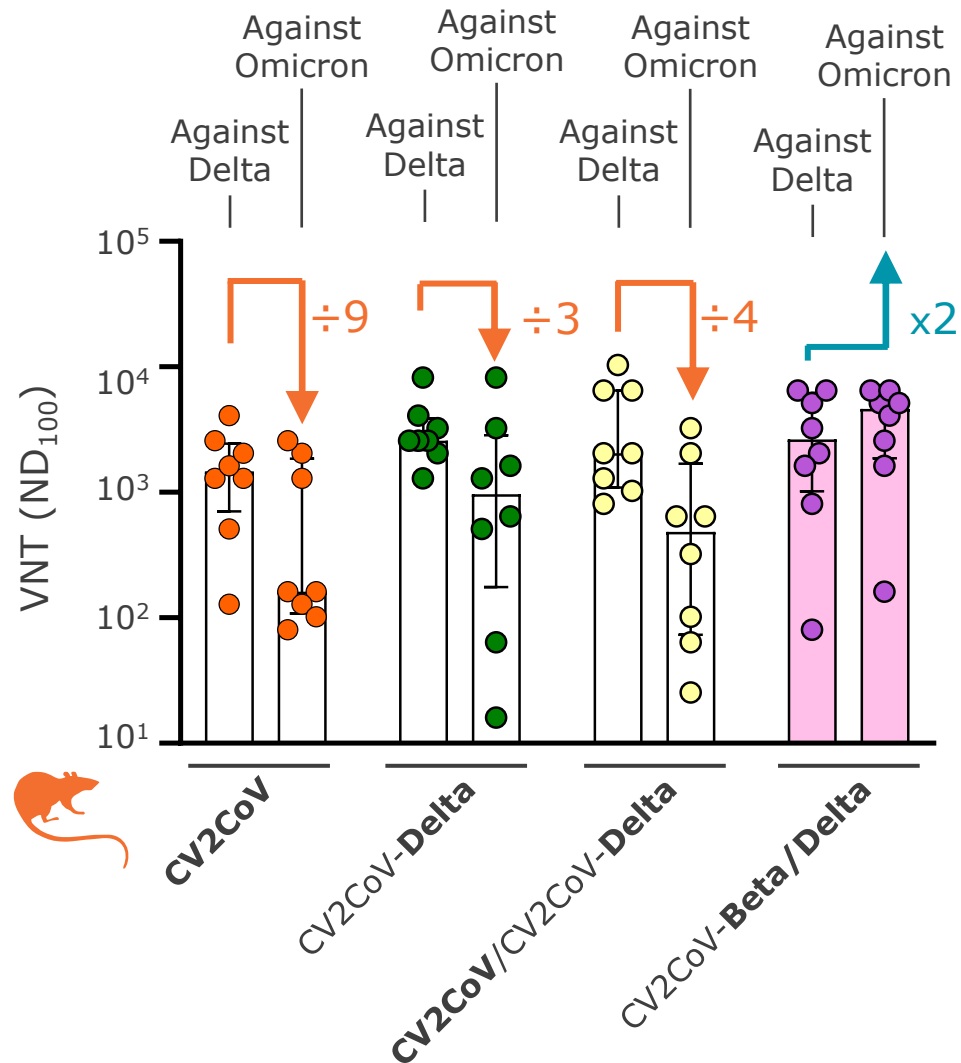 Against
Omicron
Against
Omicron
Against
Omicron
Against
Omicron
Against
Delta
Against
Delta
Against
Delta
Against
Delta
10⁵
10⁴
10³
10²
10¹
VNT (ND₁₀₀)
÷9
÷3
÷4
x2
CV2CoV
CV2CoV-Delta
CV2CoV/CV2CoV-Delta
CV2CoV-Beta/Delta